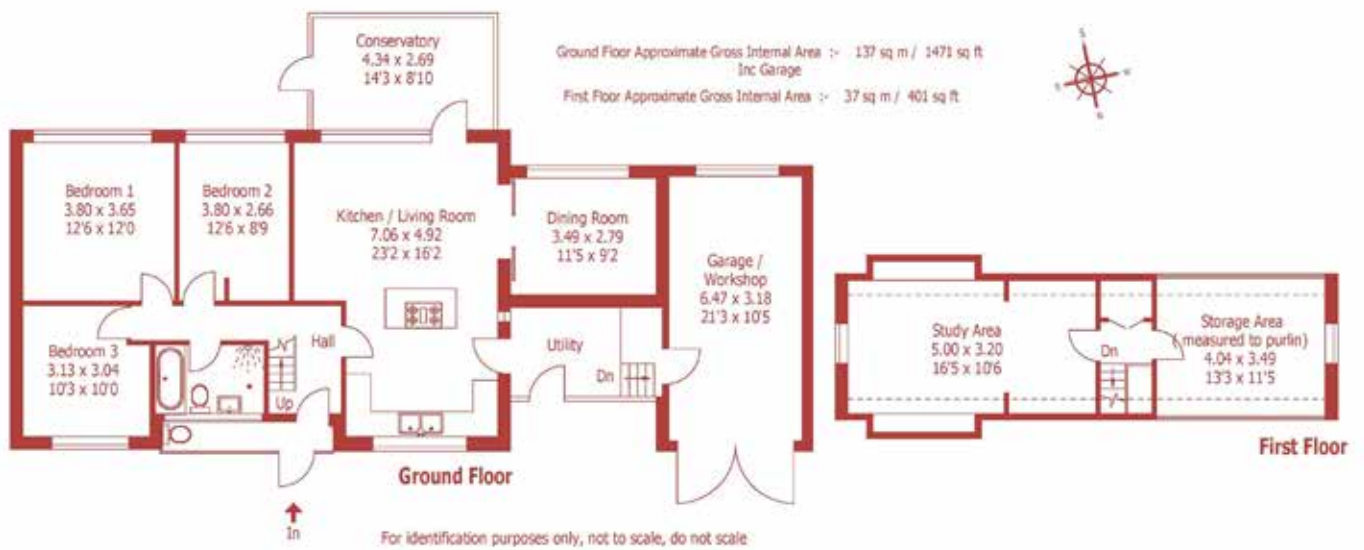 Conservatory
4.34 x 2.69
14'3 x 8'10
Ground Floor Approximate Gross Internal Area :- 137 sq m / 1471 sq ft
Inc Garage
First Floor Approximate Gross Internal Area :- 37 sq m / 401 sq ft
Bedroom 1
3.80 x 3.65
12'6 x 12'0
Bedroom 2
3.80 x 2.66
12'6 x 8'9
Kitchen / Living Room
7.06 x 4.92
23'2 x 16'2
Dining Room
3.49 x 2.79
11'5 x 9'2
Garage /
Workshop
6.47 x 3.18
21'3 x 10'5
Bedroom 3
3.13 x 3.04
10'3 x 10'0
Hall
Up
Utility
Dn
Study Area
5.00 x 3.20
16'5 x 10'6
Dn
Storage Area
(measured to purlin)
4.04 x 3.49
13'3 x 11'5
Ground Floor
First Floor
In
For identification purposes only, not to scale, do not scale